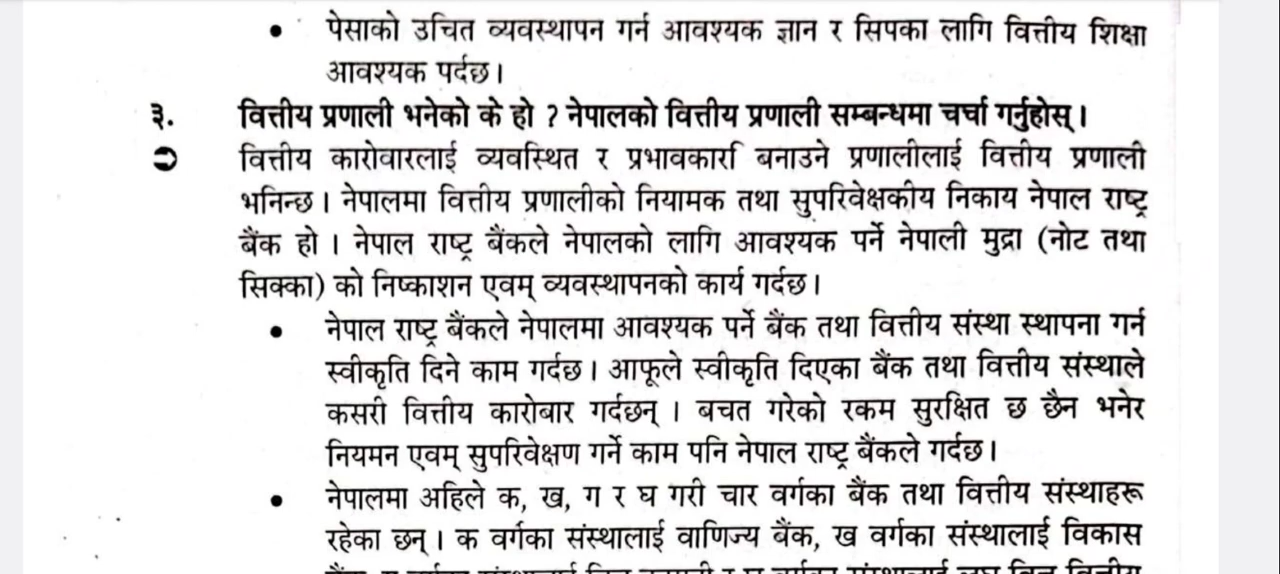 • पेसाको उचित व्यवस्थापन गर्न आवश्यक ज्ञान र सिपका लागि वित्तीय शिक्षा
आवश्यक पर्दछ ।
३. वित्तीय प्रणाली भनेको के हो ? नेपालको वित्तीय प्रणाली सम्बन्धमा चर्चा गर्नुहोस् ।
➲ वित्तीय कारोवारलाई व्यवस्थित र प्रभावकारी बनाउने प्रणालीलाई वित्तीय प्रणाली
भनिन्छ । नेपालमा वित्तीय प्रणालीको नियामक तथा सुपरिवेक्षकीय निकाय नेपाल राष्ट्र
बैंक हो । नेपाल राष्ट्र बैंकले नेपालको लागि आवश्यक पर्ने नेपाली मुद्रा (नोट तथा
सिक्का) को निष्काशन एवम् व्यवस्थापनको कार्य गर्दछ ।
• नेपाल राष्ट्र बैंकले नेपालमा आवश्यक पर्ने बैंक तथा वित्तीय संस्था स्थापना गर्न
स्वीकृति दिने काम गर्दछ । आफूले स्वीकृति दिएका बैंक तथा वित्तीय संस्थाले
कसरी वित्तीय कारोबार गर्दछन् । बचत गरेको रकम सुरक्षित छ छैन भनेर
नियमन एवम् सुपरिवेक्षण गर्ने काम पनि नेपाल राष्ट्र बैंकले गर्दछ ।
• नेपालमा अहिले क, ख, ग र घ गरी चार वर्गका बैंक तथा वित्तीय संस्थाहरू
रहेका छन् । क वर्गका संस्थालाई वाणिज्य बैंक, ख वर्गका संस्थालाई विकास